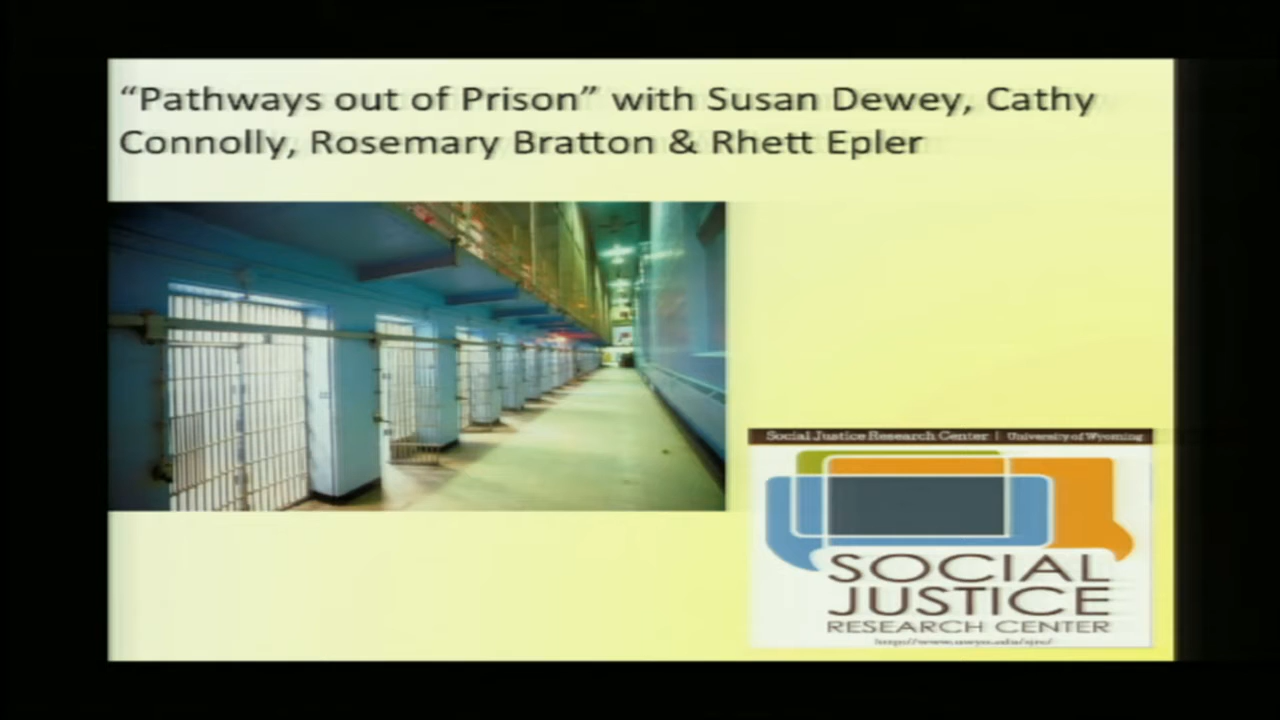 “Pathways out of Prison” with Susan Dewey, Cathy
Connolly, Rosemary Bratton & Rhett Epler
Social Justice Research Center | University of Wyoming
SOCIAL
JUSTICE
RESEARCH CENTER